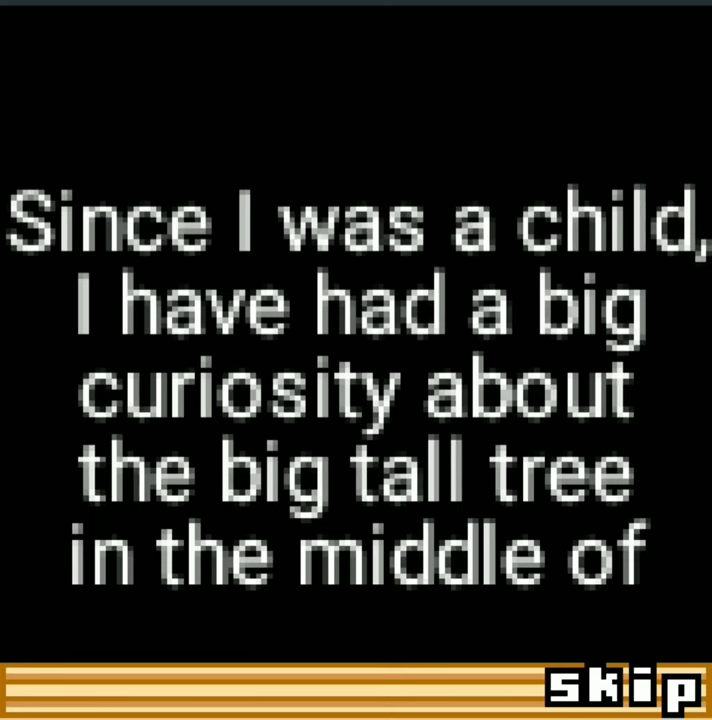 Since I was a child,
I have had a big
curiosity about
the big tall tree
in the middle of
skip